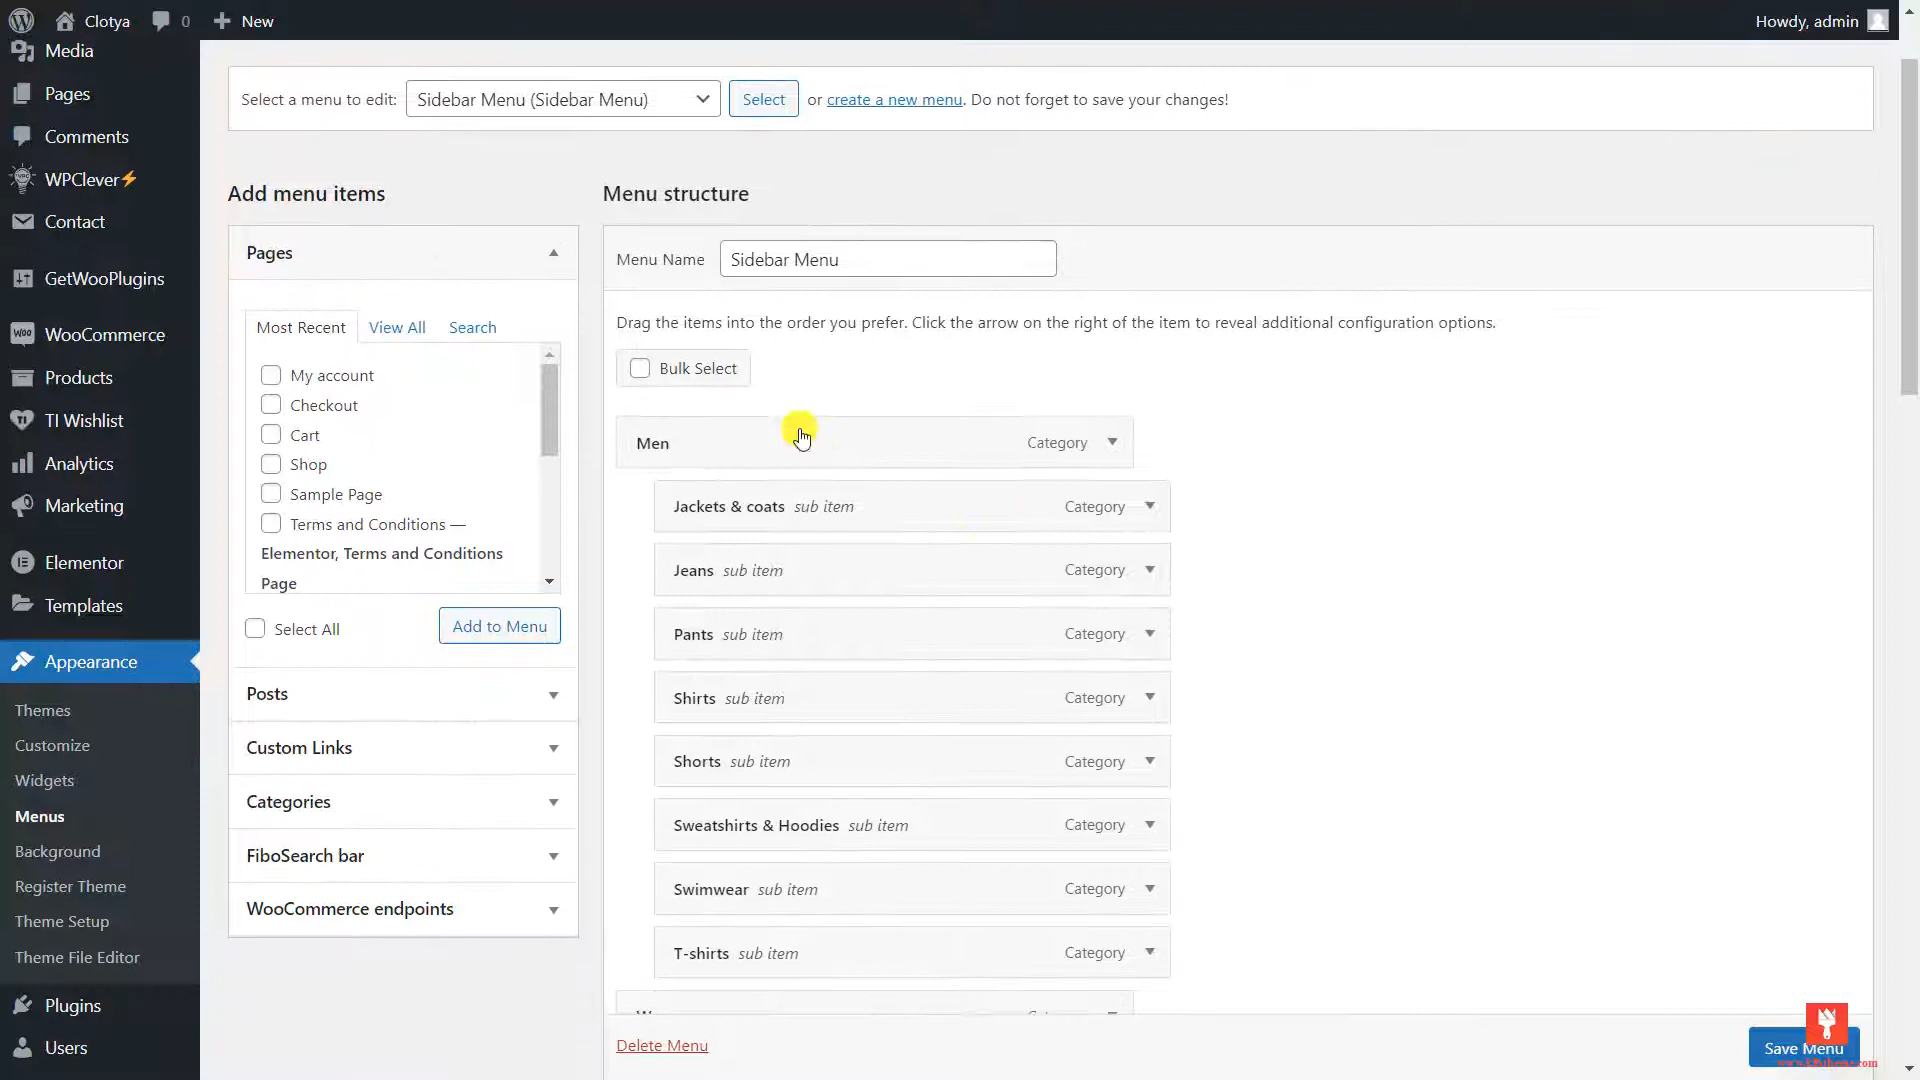 Clotya 0 New Howdy, admin
Media
Pages
Comments
WPClever⚡
Contact
GetWooPlugins
WooCommerce
Products
TI Wishlist
Analytics
Marketing
Elementor
Templates
Appearance
Themes
Customize
Widgets
Menus
Background
Register Theme
Theme Setup
Theme File Editor
Plugins
Users
Select a menu to edit: Sidebar Menu (Sidebar Menu) Select or create a new menu. Do not forget to save your changes!
Add menu items
Pages
Most Recent View All Search
My account
Checkout
Cart
Shop
Sample Page
Terms and Conditions —
Elementor, Terms and Conditions
Page
Select All Add to Menu
Posts
Custom Links
Categories
FiboSearch bar
WooCommerce endpoints
Menu structure
Menu Name Sidebar Menu
Drag the items into the order you prefer. Click the arrow on the right of the item to reveal additional configuration options.
Bulk Select
Men Category
Jackets & coats sub item Category
Jeans sub item Category
Pants sub item Category
Shirts sub item Category
Shorts sub item Category
Sweatshirts & Hoodies sub item Category
Swimwear sub item Category
T-shirts sub item Category
Delete Menu Save Menu